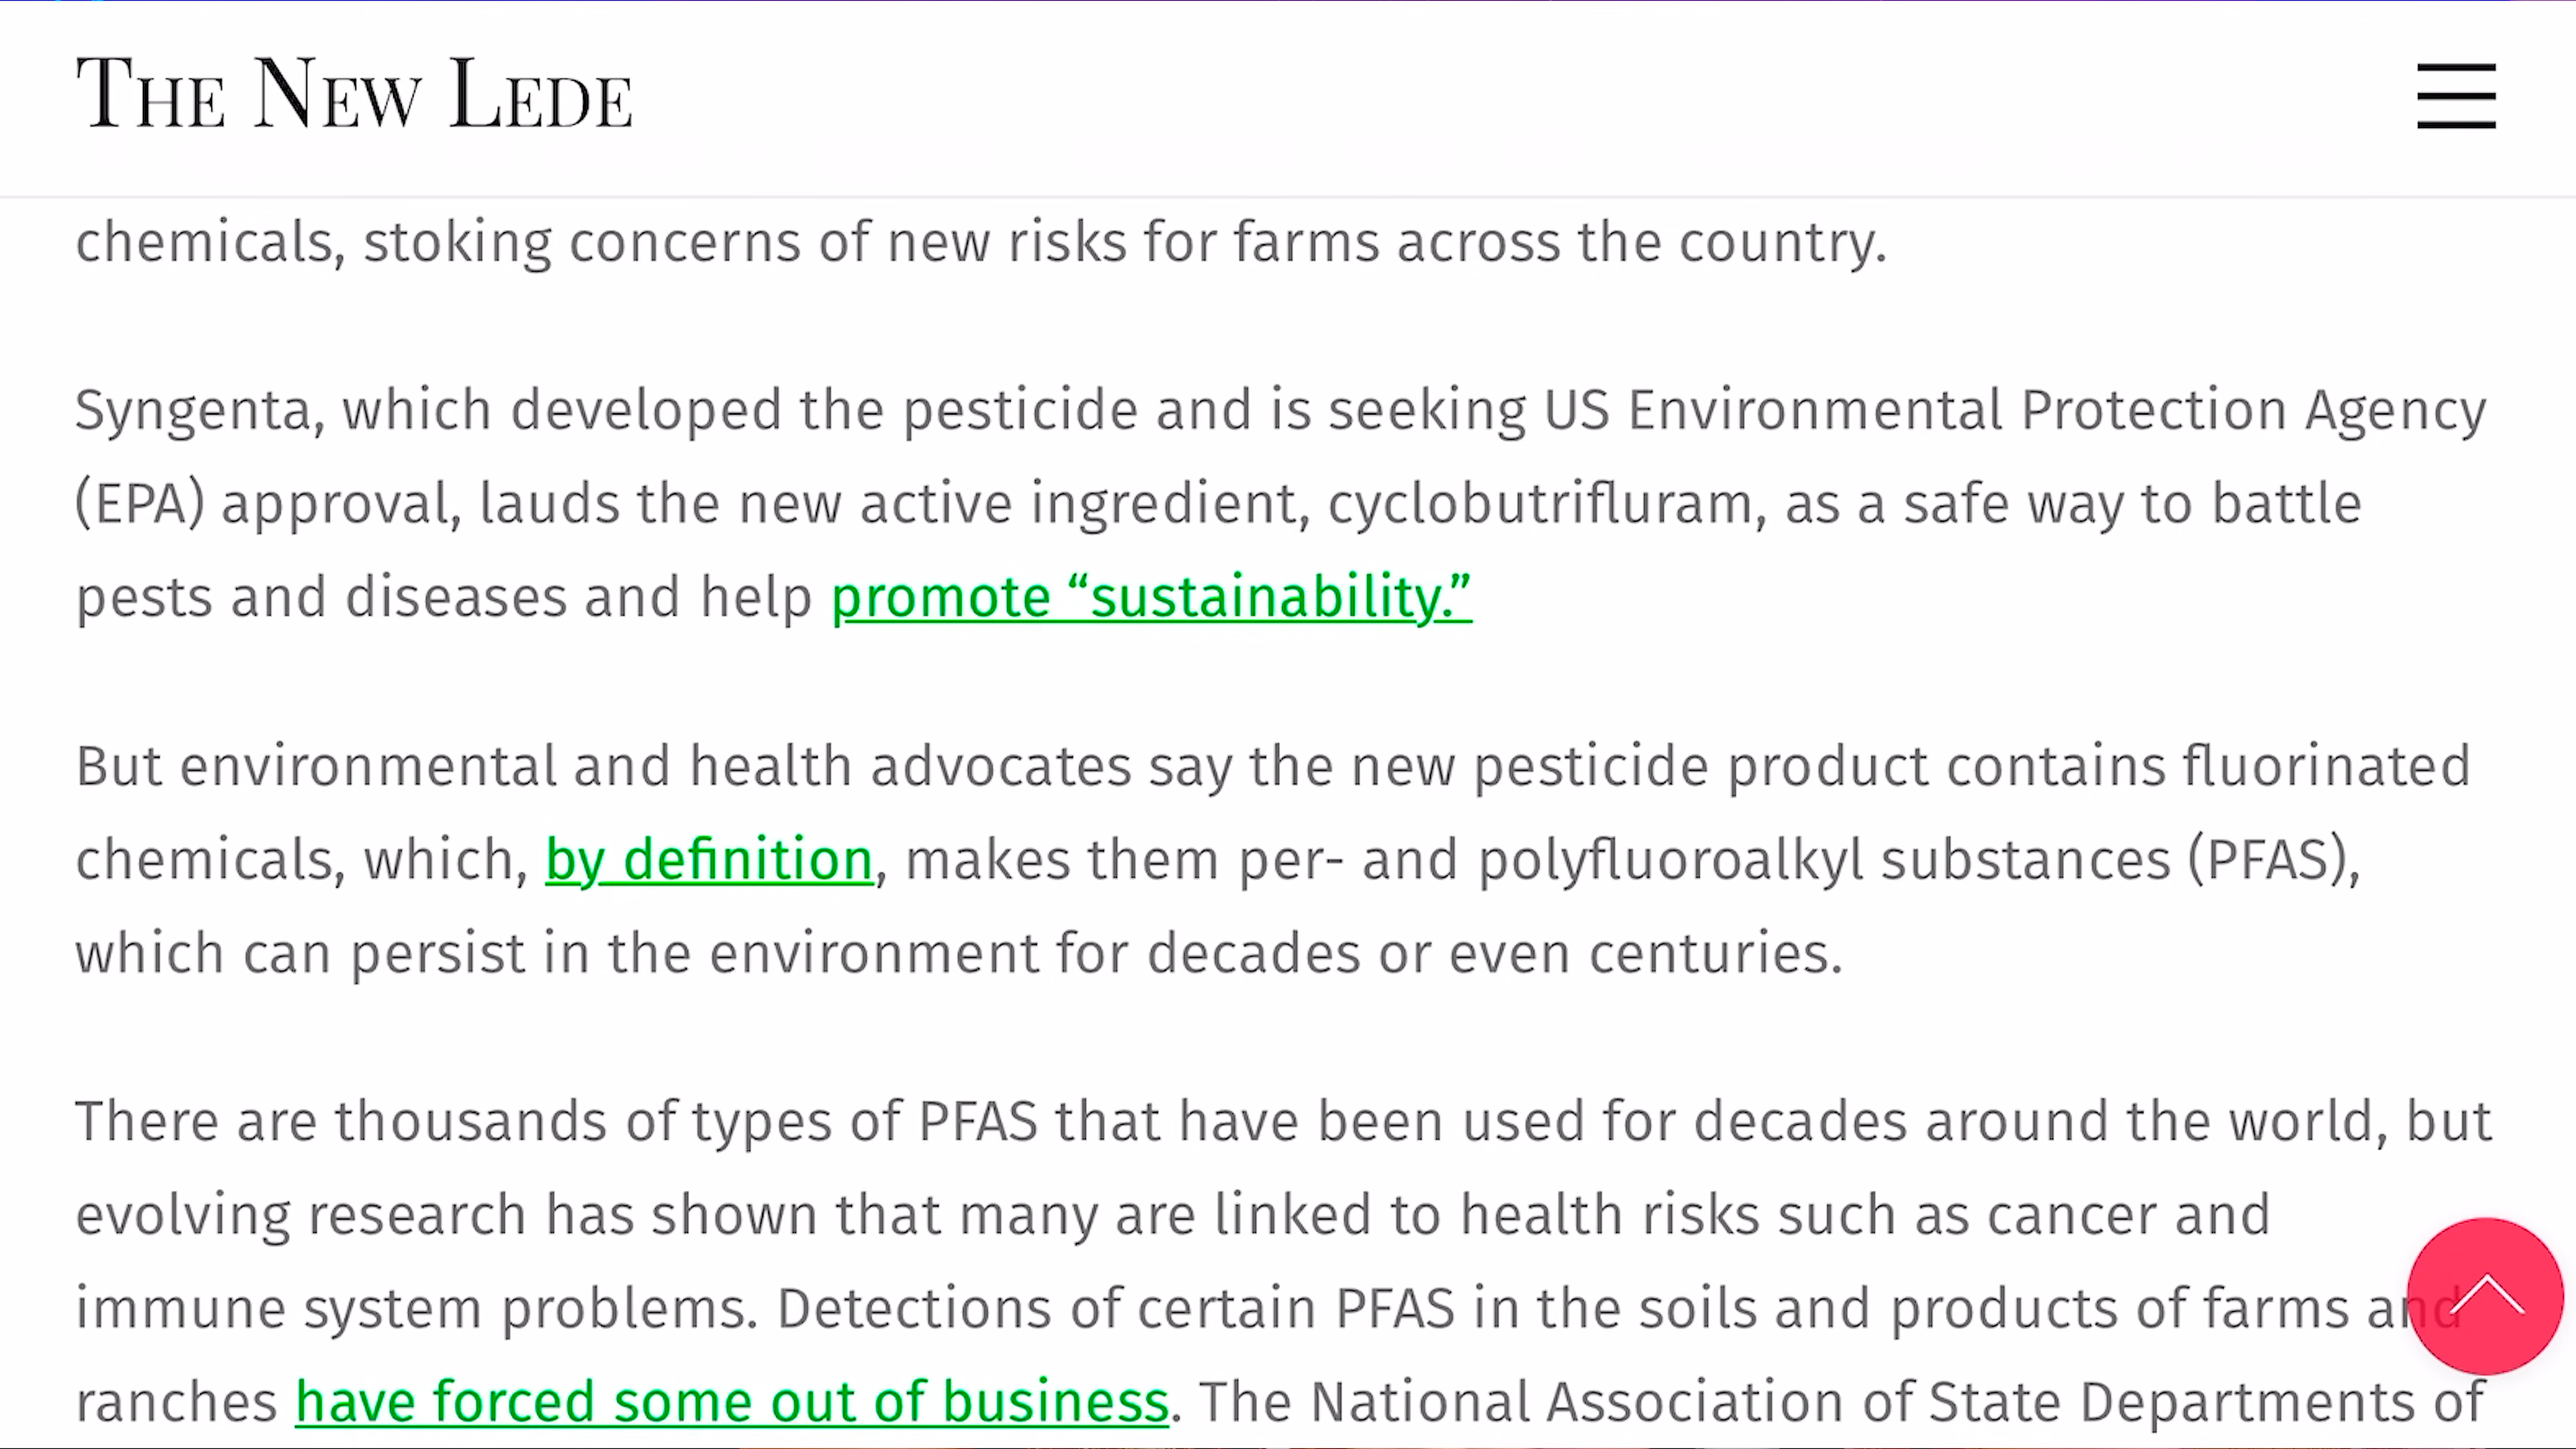 THE NEW LEDE
chemicals, stoking concerns of new risks for farms across the country.
Syngenta, which developed the pesticide and is seeking US Environmental Protection Agency
(EPA) approval, lauds the new active ingredient, cyclobutrifluram, as a safe way to battle
pests and diseases and help promote “sustainability.”
But environmental and health advocates say the new pesticide product contains fluorinated
chemicals, which, by definition, makes them per- and polyfluoroalkyl substances (PFAS),
which can persist in the environment for decades or even centuries.
There are thousands of types of PFAS that have been used for decades around the world, but
evolving research has shown that many are linked to health risks such as cancer and
immune system problems. Detections of certain PFAS in the soils and products of farms and
ranches have forced some out of business. The National Association of State Departments of